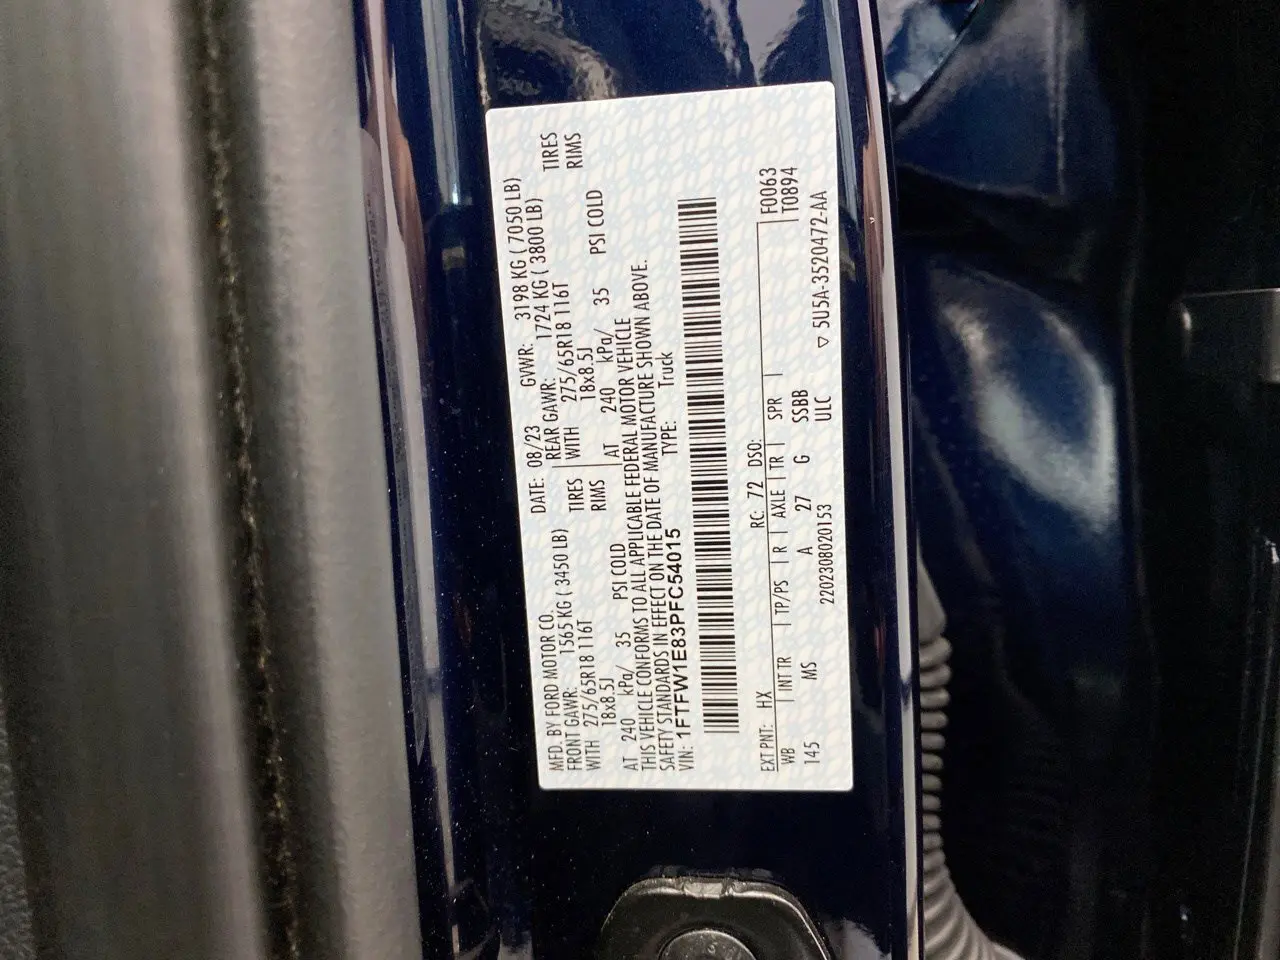 MFD. BY FORD MOTOR CO. DATE: 08/23 GVWR: 3198 KG ( 7050 LB)
FRONT GAWR: 1565 KG ( 3450 LB) REAR GAWR: 1724 KG ( 3800 LB)
WITH 275/65R18 116T TIRES WITH 275/65R18 116T TIRES
18x8.5J RIMS 18x8.5J RIMS
AT 240 kPa/ 35 PSI COLD AT 240 kPa/ 35 PSI COLD
THIS VEHICLE CONFORMS TO ALL APPLICABLE FEDERAL MOTOR VEHICLE
SAFETY STANDARDS IN EFFECT ON THE DATE OF MANUFACTURE SHOWN ABOVE.
VIN: 1FTFW1E83PFC54015 TYPE: Truck
EXT PNT: HX RC: 72 DSO: F0063
WB | INT TR | TP/PS | R | AXLE | TR | SPR | T0894
145 MS A 27 G SSBB
2202308020153 ULC ▽ 5U5A-3520472-AA